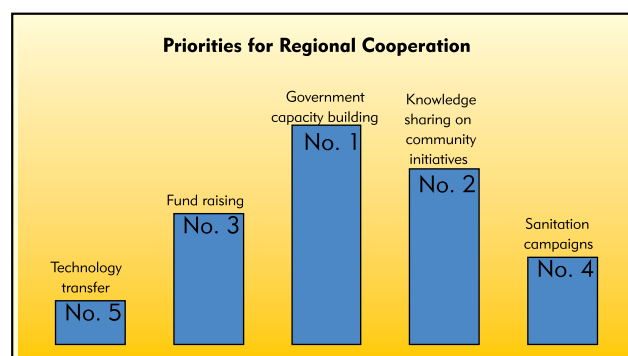 Priorities for Regional Cooperation
Government
capacity building
No. 1
Knowledge
sharing on
community
initiatives
No. 2
Fund raising
No. 3
Sanitation
campaigns
No. 4
Technology
transfer
No. 5